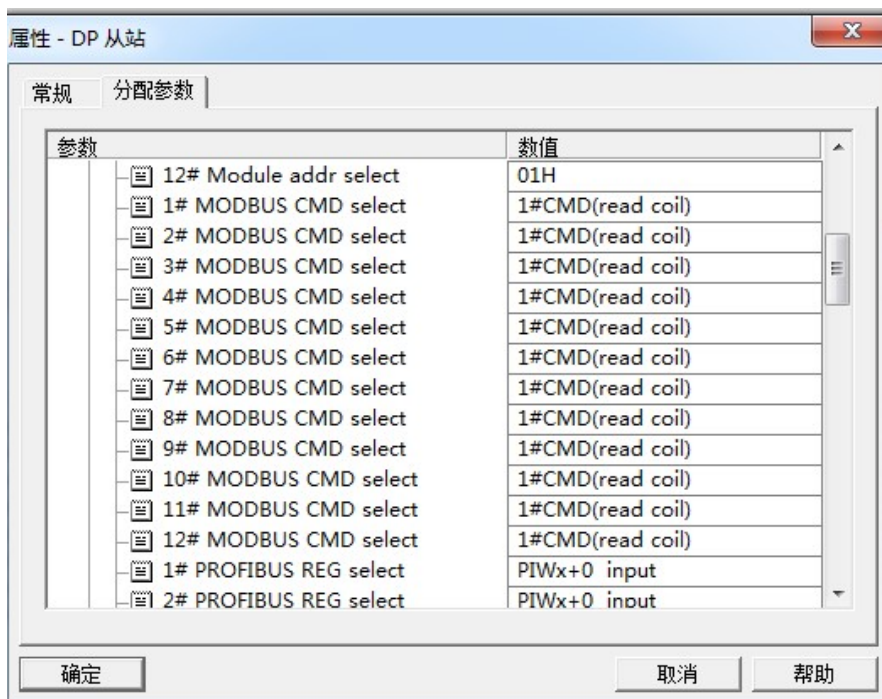 属性 - DP 从站
常规 分配参数
参数 数值
12# Module addr select 01H
1# MODBUS CMD select 1#CMD(read coil)
2# MODBUS CMD select 1#CMD(read coil)
3# MODBUS CMD select 1#CMD(read coil)
4# MODBUS CMD select 1#CMD(read coil)
5# MODBUS CMD select 1#CMD(read coil)
6# MODBUS CMD select 1#CMD(read coil)
7# MODBUS CMD select 1#CMD(read coil)
8# MODBUS CMD select 1#CMD(read coil)
9# MODBUS CMD select 1#CMD(read coil)
10# MODBUS CMD select 1#CMD(read coil)
11# MODBUS CMD select 1#CMD(read coil)
12# MODBUS CMD select 1#CMD(read coil)
1# PROFIBUS REG select PIWx+0 input
2# PROFIBUS REG select PIWx+0 input
确定 取消 帮助